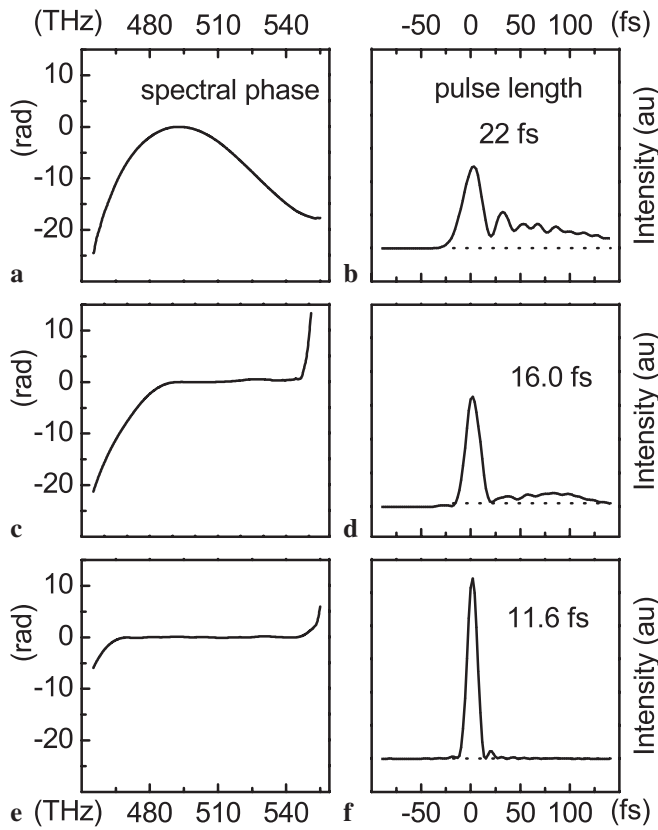 (THz) 480 510 540
-50 0 50 100 (fs)
10
0
-10
-20
(rad)
spectral phase
a
pulse length
22 fs
Intensity (au)
b
10
0
-10
-20
(rad)
c
16.0 fs
Intensity (au)
d
10
0
-10
-20
(rad)
e
11.6 fs
Intensity (au)
f
(THz) 480 510 540
-50 0 50 100 (fs)